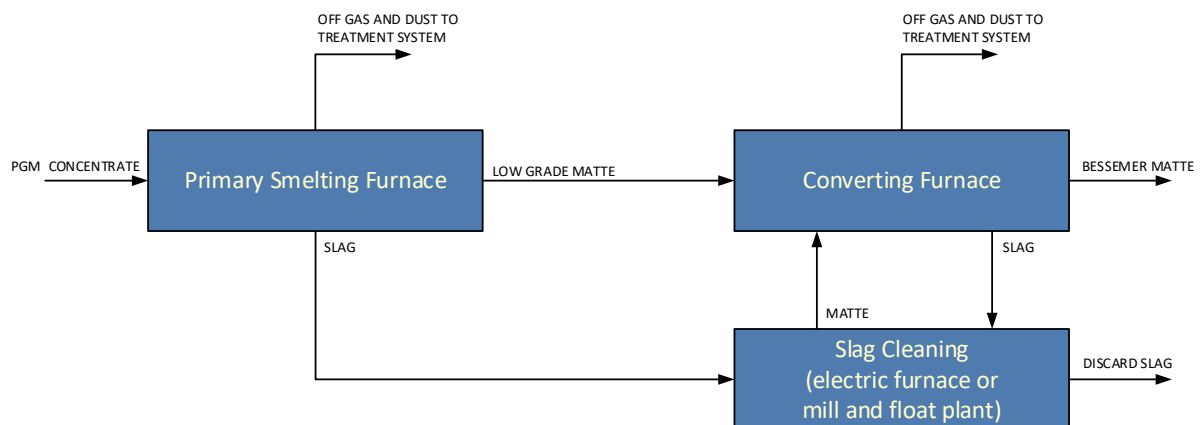 OFF GAS AND DUST TO
TREATMENT SYSTEM
OFF GAS AND DUST TO
TREATMENT SYSTEM
PGM CONCENTRATE
Primary Smelting Furnace
LOW GRADE MATTE
Converting Furnace
BESSEMER MATTE
SLAG
SLAG
MATTE
Slag Cleaning
(electric furnace or
mill and float plant)
DISCARD SLAG